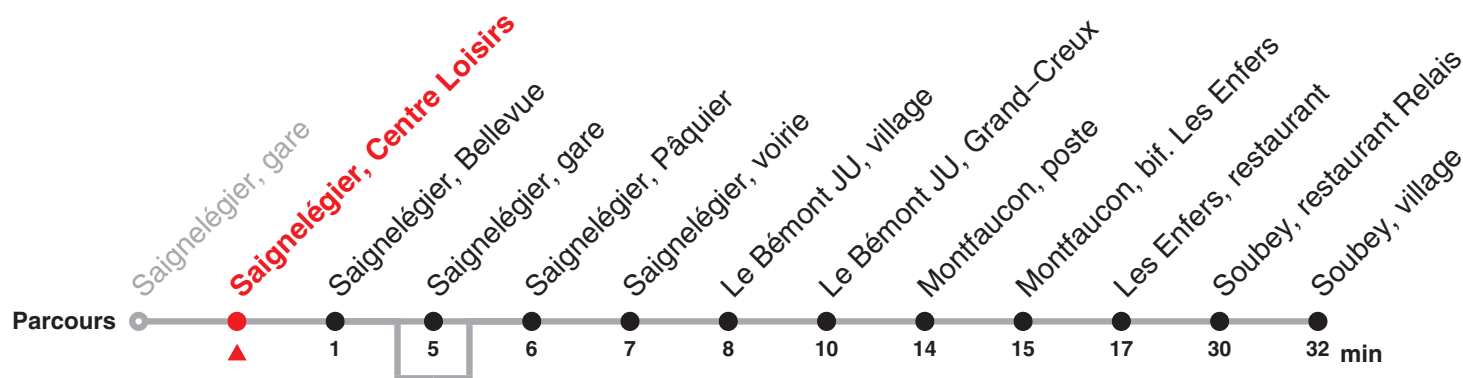 Saignelégier, gare
Saignelégier, Centre Loisirs
Saignelégier, Bellevue
Saignelégier, gare
Saignelégier, Pâquier
Saignelégier, voirie
Le Bémont JU, village
Le Bémont JU, Grand–Creux
Montfaucon, poste
Montfaucon, bif. Les Enfers
Les Enfers, restaurant
Soubey, restaurant Relais
Soubey, village
Parcours
1 5 6 7 8 10 14 15 17 30 32 min